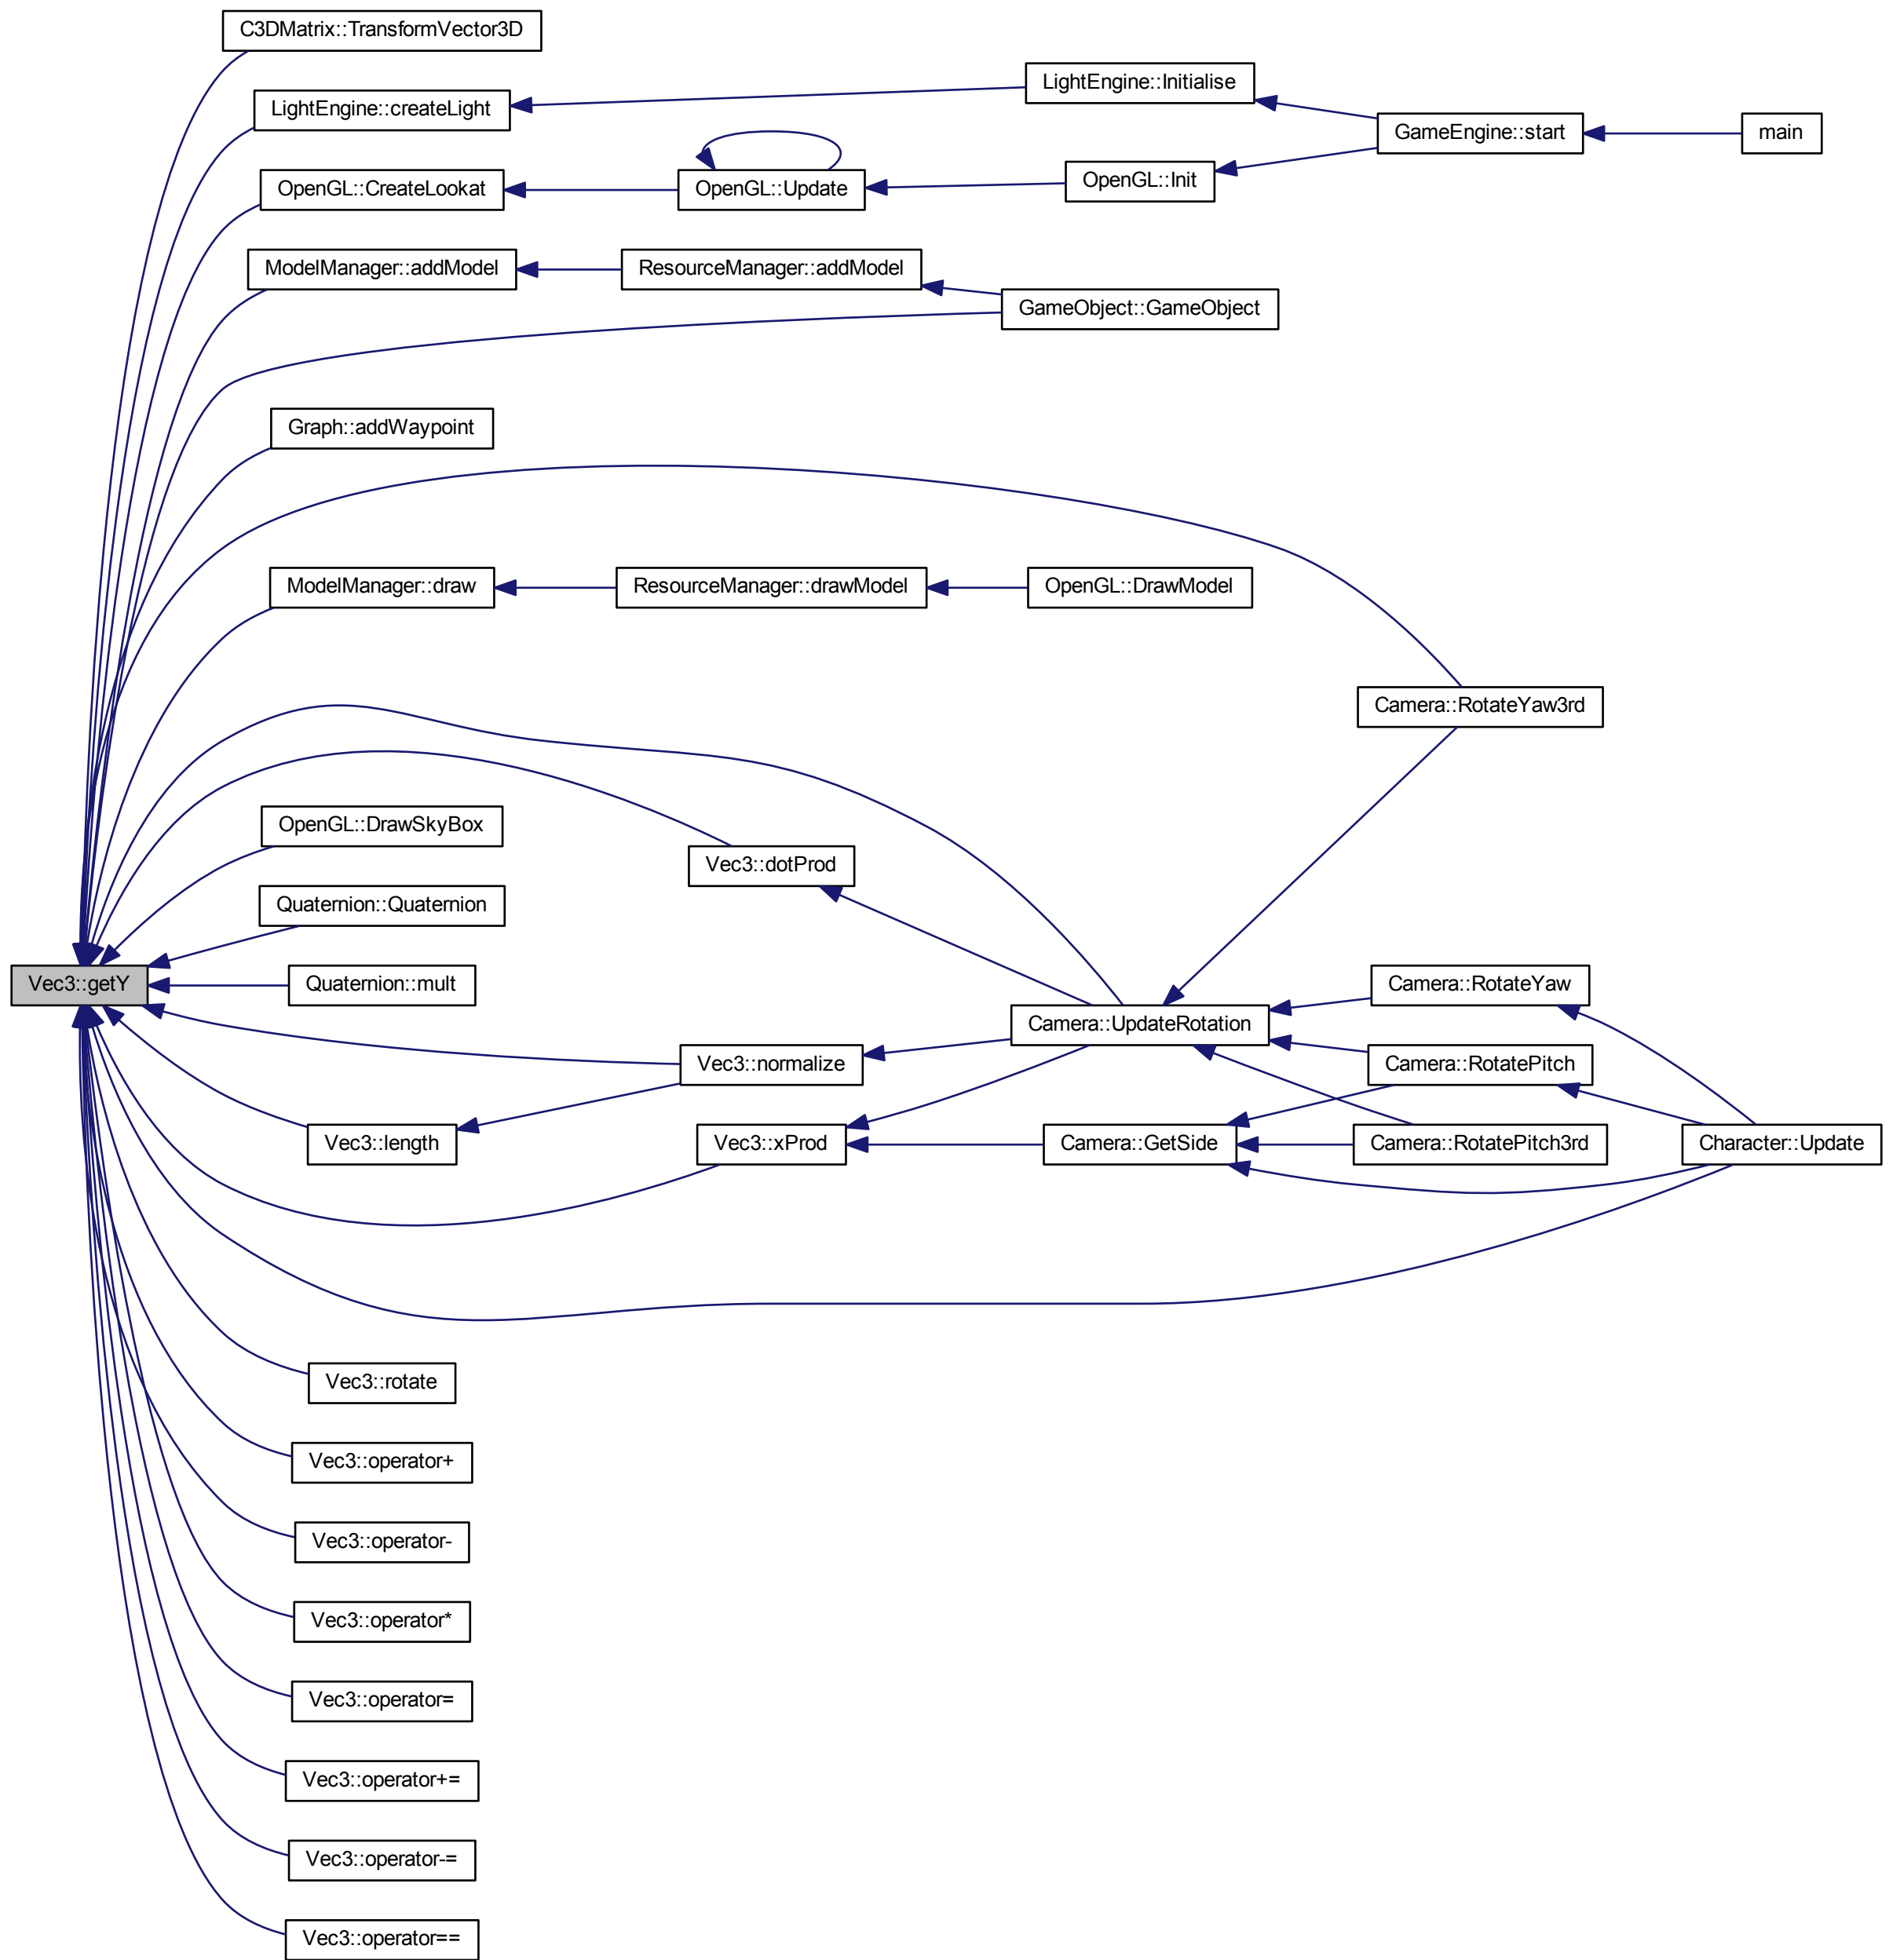 C3DMatrix::TransformVector3D
LightEngine::createLight
LightEngine::Initialise
GameEngine::start
main
OpenGL::CreateLookat
OpenGL::Update
OpenGL::Init
ModelManager::addModel
ResourceManager::addModel
GameObject::GameObject
Graph::addWaypoint
ModelManager::draw
ResourceManager::drawModel
OpenGL::DrawModel
Camera::RotateYaw3rd
OpenGL::DrawSkyBox
Vec3::dotProd
Quaternion::Quaternion
Vec3::getY
Quaternion::mult
Camera::RotateYaw
Camera::UpdateRotation
Vec3::normalize
Camera::RotatePitch
Vec3::length
Vec3::xProd
Camera::GetSide
Camera::RotatePitch3rd
Character::Update
Vec3::rotate
Vec3::operator+
Vec3::operator-
Vec3::operator*
Vec3::operator=
Vec3::operator+=
Vec3::operator-=
Vec3::operator==